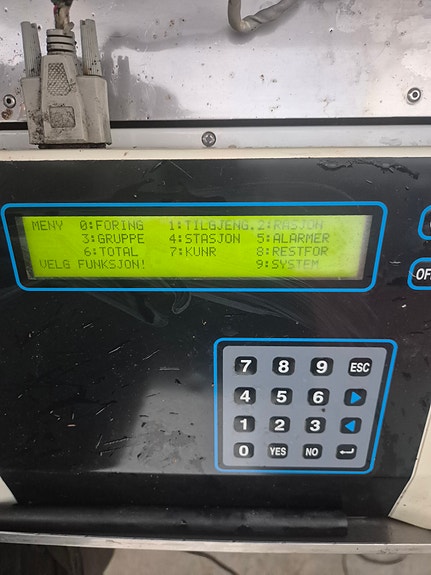 MENY 0:FORING 1:TILGJENG.2:RASJON
3:GRUPPE 4:STASJON 5:ALARMER
6:TOTAL 7:KUNR 8:RESTFOR
VELG FUNKSJON! 9:SYSTEM
OF
7 8 9 ESC
4 5 6
1 2 3
0 YES NO